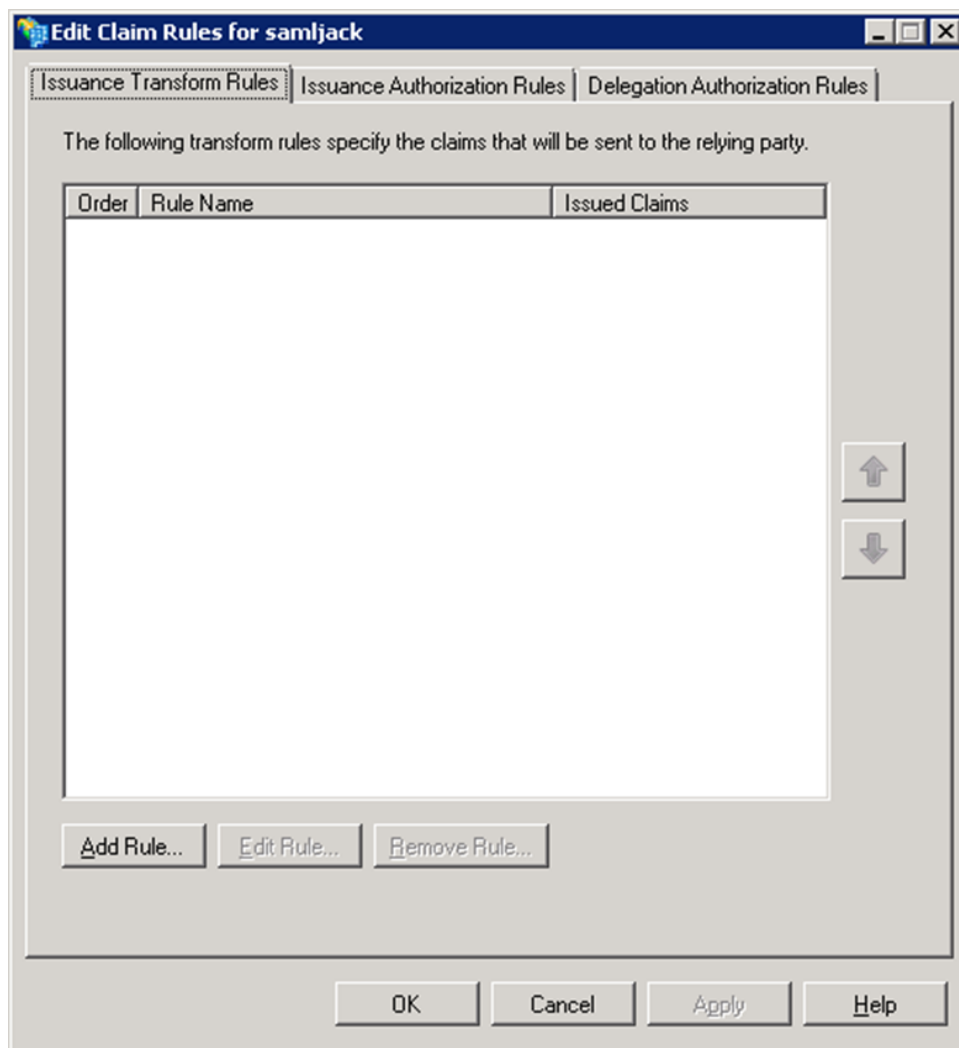 Edit Claim Rules for samljack
Issuance Transform Rules Issuance Authorization Rules Delegation Authorization Rules
The following transform rules specify the claims that will be sent to the relying party.
Order Rule Name Issued Claims
Add Rule... Edit Rule... Remove Rule...
OK Cancel Apply Help